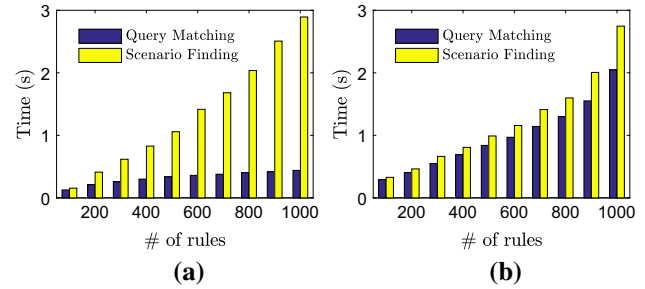 3
2
1
0
Time (s)
Query Matching
Scenario Finding
200 400 600 800 1000
# of rules
(a)
3
2
1
0
Time (s)
Query Matching
Scenario Finding
200 400 600 800 1000
# of rules
(b)